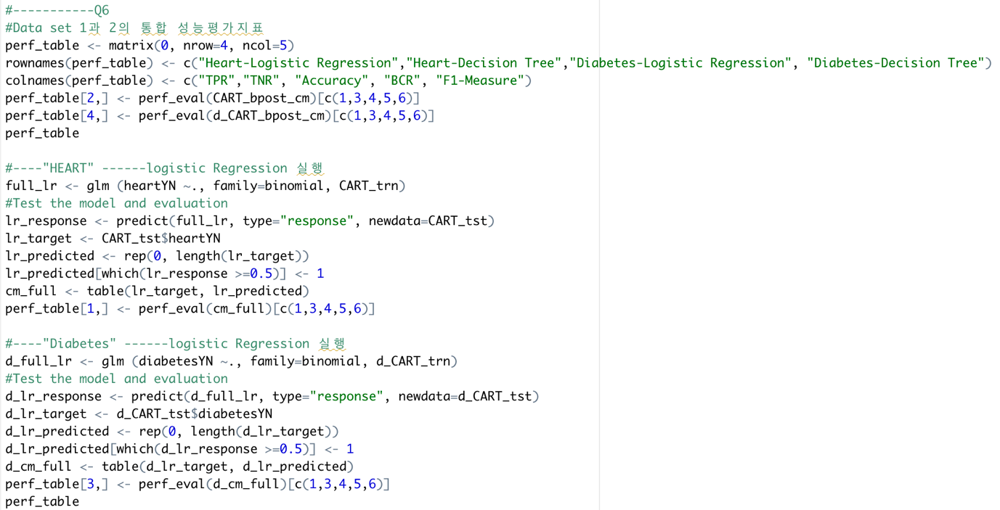 #-----------Q6
#Data set 1과 2의 통합 성능평가지표
perf_table <- matrix(0, nrow=4, ncol=5)
rownames(perf_table) <- c("Heart-Logistic Regression","Heart-Decision Tree","Diabetes-Logistic Regression", "Diabetes-Decision Tree")
colnames(perf_table) <- c("TPR","TNR", "Accuracy", "BCR", "F1-Measure")
perf_table[2,] <- perf_eval(CART_bpost_cm)[c(1,3,4,5,6)]
perf_table[4,] <- perf_eval(d_CART_bpost_cm)[c(1,3,4,5,6)]
perf_table

#----"HEART" ------logistic Regression 실행
full_lr <- glm (heartYN ~., family=binomial, CART_trn)
#Test the model and evaluation
lr_response <- predict(full_lr, type="response", newdata=CART_tst)
lr_target <- CART_tst$heartYN
lr_predicted <- rep(0, length(lr_target))
lr_predicted[which(lr_response >=0.5)] <- 1
cm_full <- table(lr_target, lr_predicted)
perf_table[1,] <- perf_eval(cm_full)[c(1,3,4,5,6)]

#----"Diabetes" ------logistic Regression 실행
d_full_lr <- glm (diabetesYN ~., family=binomial, d_CART_trn)
#Test the model and evaluation
d_lr_response <- predict(d_full_lr, type="response", newdata=d_CART_tst)
d_lr_target <- d_CART_tst$diabetesYN
d_lr_predicted <- rep(0, length(d_lr_target))
d_lr_predicted[which(d_lr_response >=0.5)] <- 1
d_cm_full <- table(d_lr_target, d_lr_predicted)
perf_table[3,] <- perf_eval(d_cm_full)[c(1,3,4,5,6)]
perf_table